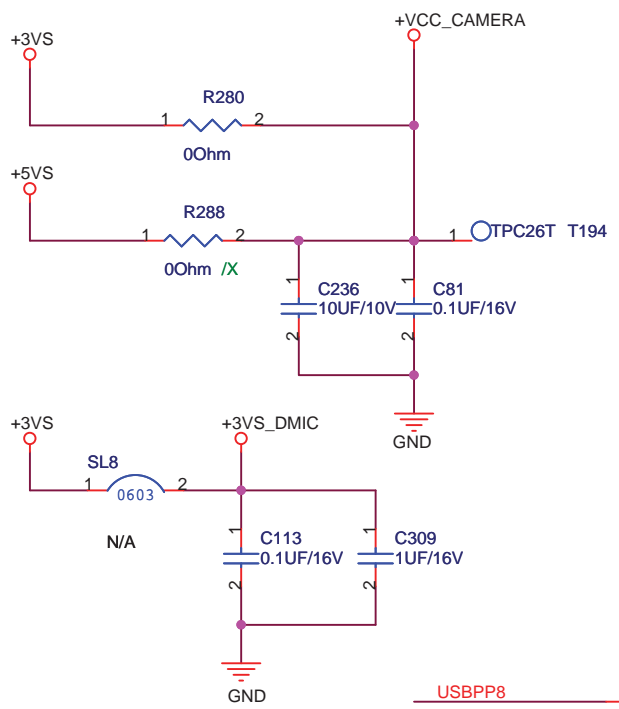 +VCC_CAMERA
+3VS
R280
1 2
0Ohm
+5VS
R288
1 2
0Ohm /X
1 TPC26T T194
1 C236
10UF/10V
2
1 C81
0.1UF/16V
2
GND
+3VS
+3VS_DMIC
SL8
1 0603 2
N/A
1 C113
0.1UF/16V
2
1 C309
1UF/16V
2
GND
USBPP8